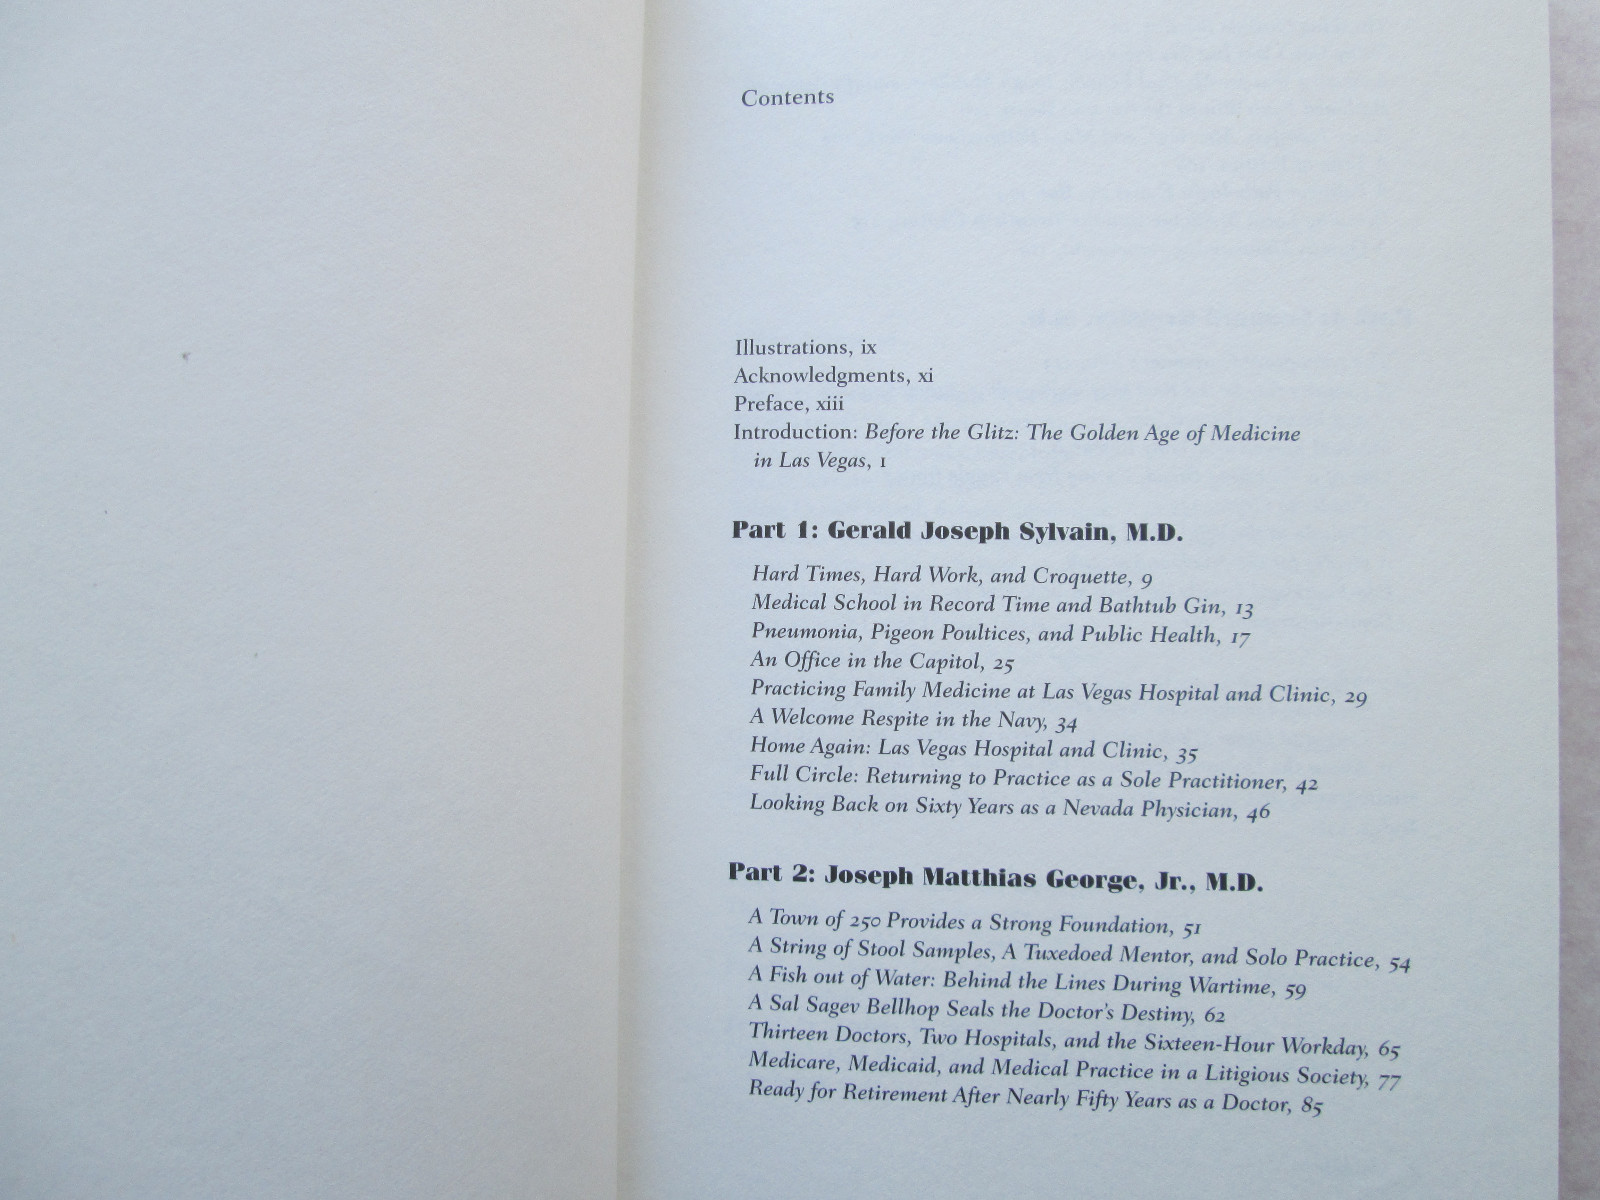 Contents
Illustrations, ix
Acknowledgments, xi
Preface, xiii
Introduction: Before the Glitz: The Golden Age of Medicine
in Las Vegas, 1
Part 1: Gerald Joseph Sylvain, M.D.
Hard Times, Hard Work, and Croquette, 9
Medical School in Record Time and Bathtub Gin, 13
Pneumonia, Pigeon Poultices, and Public Health, 17
An Office in the Capitol, 25
Practicing Family Medicine at Las Vegas Hospital and Clinic, 29
A Welcome Respite in the Navy, 34
Home Again: Las Vegas Hospital and Clinic, 35
Full Circle: Returning to Practice as a Sole Practitioner, 42
Looking Back on Sixty Years as a Nevada Physician, 46
Part 2: Joseph Matthias George, Jr., M.D.
A Town of 250 Provides a Strong Foundation, 51
A String of Stool Samples, A Tuxedoed Mentor, and Solo Practice, 54
A Fish out of Water: Behind the Lines During Wartime, 59
A Sal Sagev Bellhop Seals the Doctor's Destiny, 62
Thirteen Doctors, Two Hospitals, and the Sixteen-Hour Workday, 65
Medicare, Medicaid, and Medical Practice in a Litigious Society, 77
Ready for Retirement After Nearly Fifty Years as a Doctor, 85